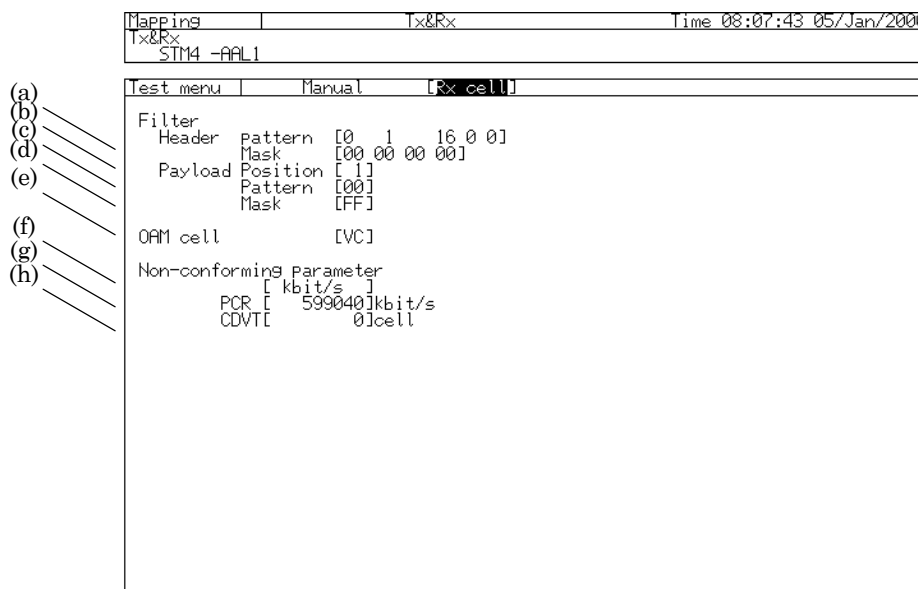 Mapping Tx&Rx Time 08:07:43 05/Jan/200
Tx&Rx
STM4 -AAL1
Test menu Manual [Rx cell]
(a)
(b)
(c)
(d)
(e)
(f)
(g)
(h)
Filter
Header Pattern [0 1 16 0 0]
Mask [00 00 00 00]
Payload Position [ 1]
Pattern [00]
Mask [FF]
OAM cell [VC]
Non-conforming parameter
[ kbit/s ]
PCR [ 599040]kbit/s
CDVT[ 0]cell